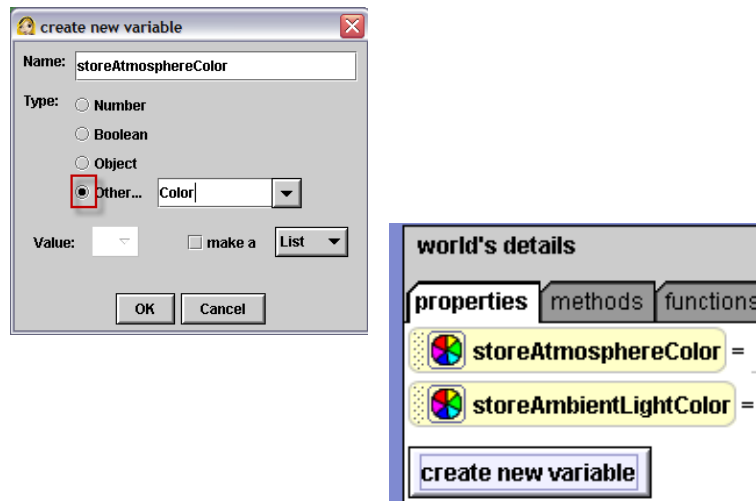 create new variable
Name: storeAtmosphereColor
Type: Number
Boolean
Object
Other... Color
Value: make a List
OK Cancel
world's details
properties methods functions
storeAtmosphereColor =
storeAmbientLightColor =
create new variable